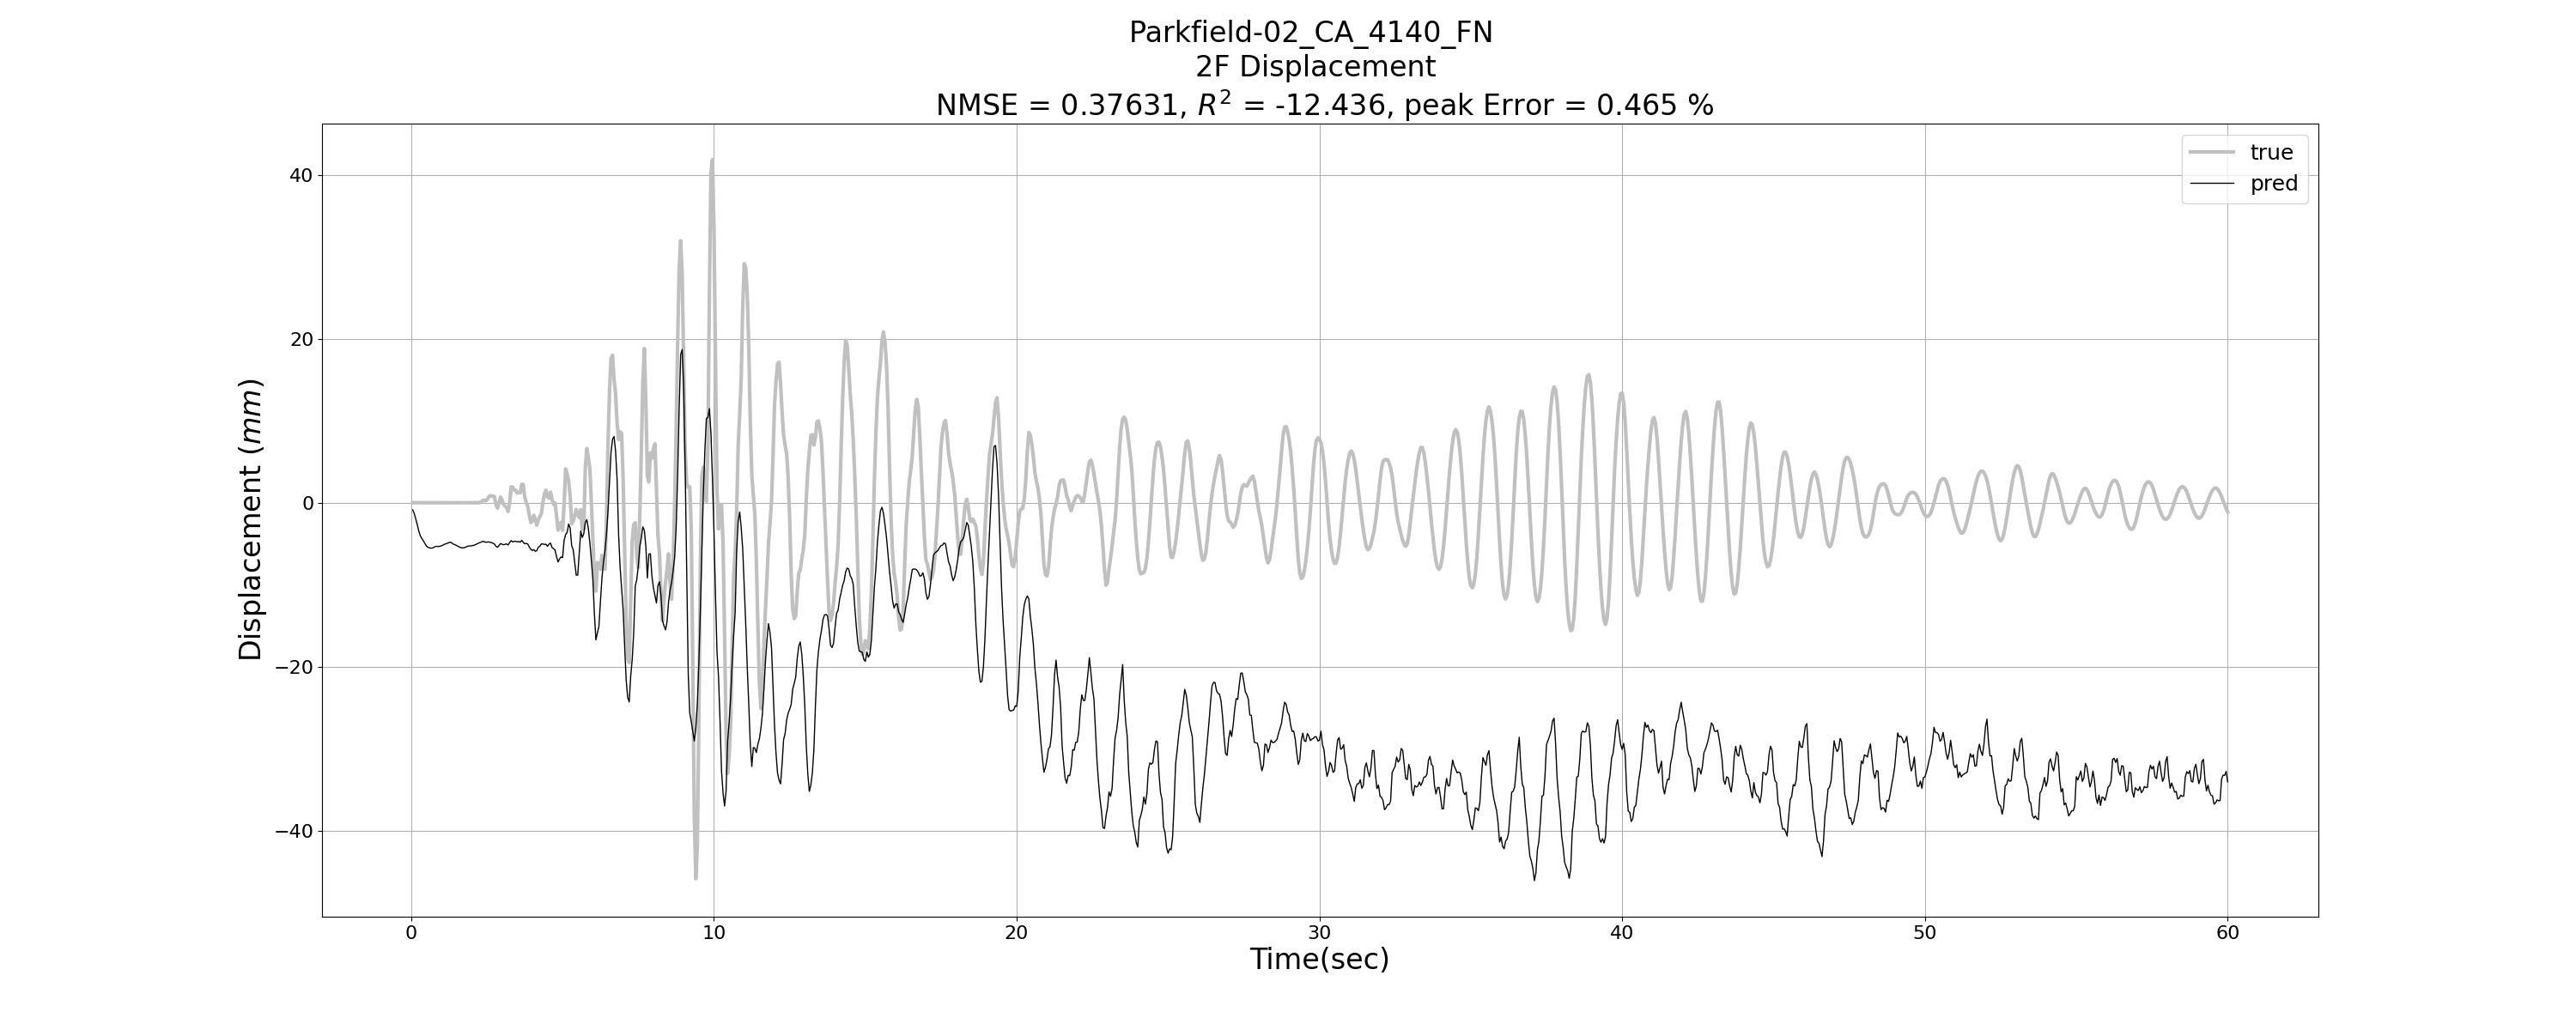 Parkfield-02_CA_4140_FN
2F Displacement
NMSE = 0.37631, R² = -12.436, peak Error = 0.465 %
true
pred
Displacement (mm)
40
20
0
−20
−40
0 10 20 30 40 50 60
Time(sec)